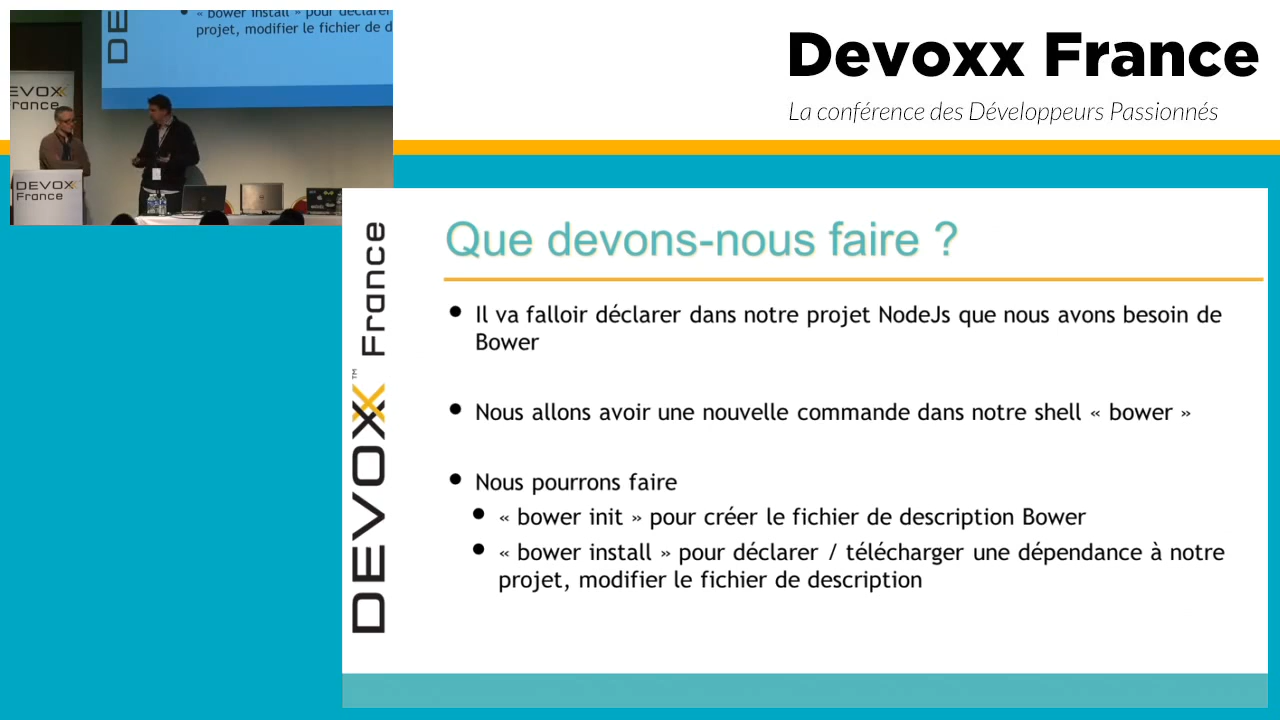 « bower install » pour déclarer
projet, modifier le fichier de d
DE
DEVOXX
France
DEVOXX
France
Devoxx France
La conférence des Développeurs Passionnés
DEVOXX™ France
Que devons-nous faire ?
• Il va falloir déclarer dans notre projet NodeJs que nous avons besoin de
Bower
• Nous allons avoir une nouvelle commande dans notre shell « bower »
• Nous pourrons faire
• « bower init » pour créer le fichier de description Bower
• « bower install » pour déclarer / télécharger une dépendance à notre
projet, modifier le fichier de description